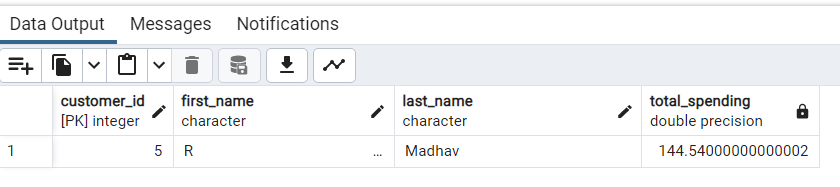 Data Output Messages Notifications
customer_id first_name last_name total_spending
[PK] integer character character double precision
1 5 R ... Madhav 144.54000000000002